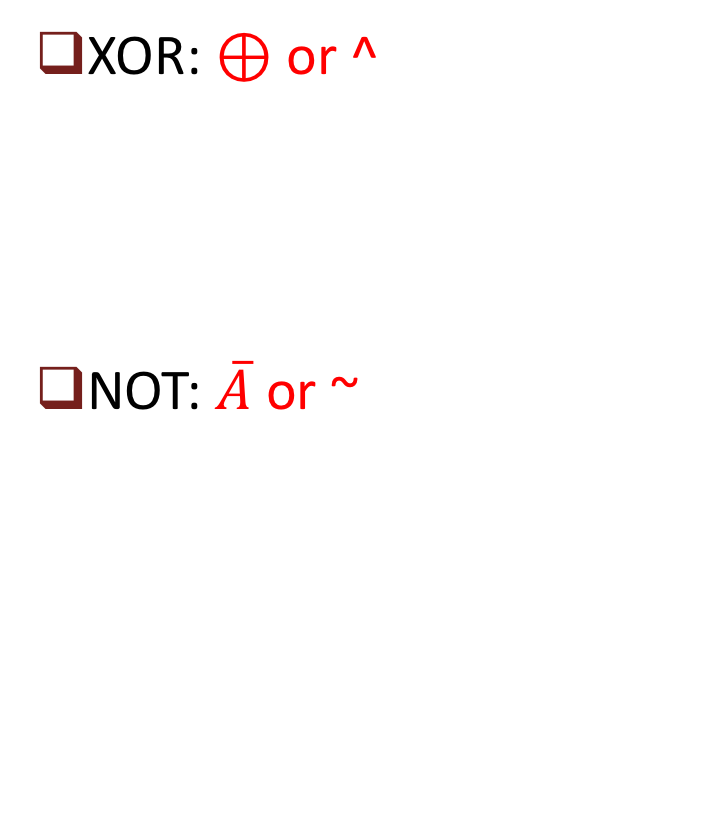 ❑XOR: ⊕ or ^
❑NOT: Ā or ~